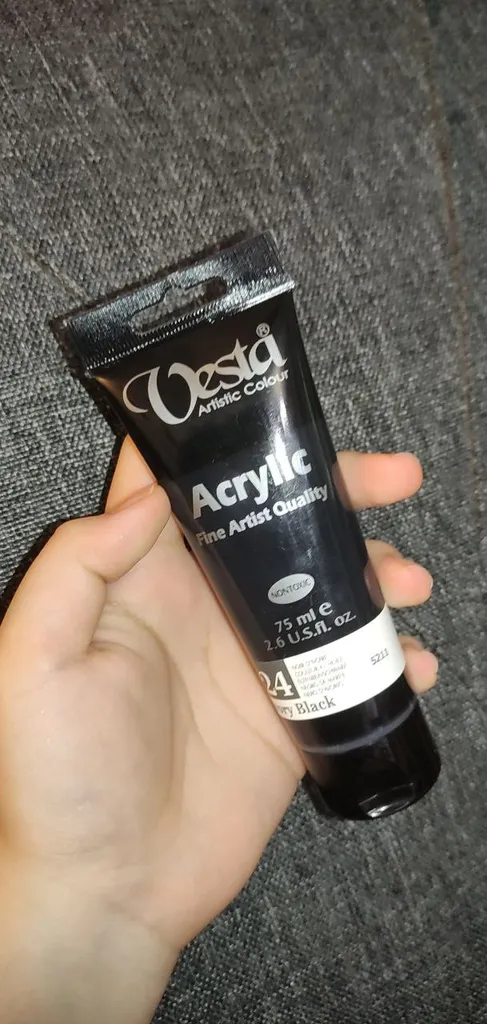 Vesta®
Artistic Colour
Acrylic
Fine Artist Quality
NONTOXIC
75 ml e
2.6 U.S.fl. oz.
24
5211
Black